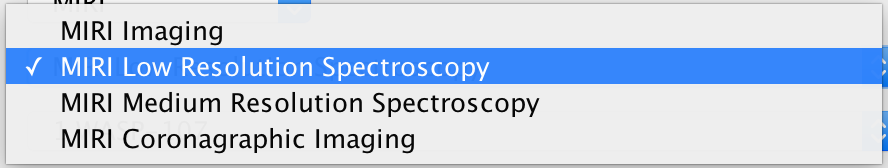 MIRI Imaging
✓ MIRI Low Resolution Spectroscopy
MIRI Medium Resolution Spectroscopy
MIRI Coronagraphic Imaging